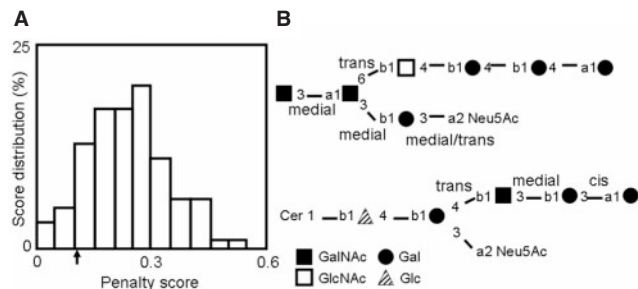 A
B
25
Score distribution (%)
0
0
0.3
0.6
Penalty score
trans
b1 4 b1 4 b1 4 a1
6
3 a1
medial
3
medial
b1 3 a2 Neu5Ac
medial/trans
trans
medial
cis
b1 3 b1 3 a1
4
Cer 1 b1 4 b1
3
a2 Neu5Ac
GalNAc
Gal
GlcNAc
Glc